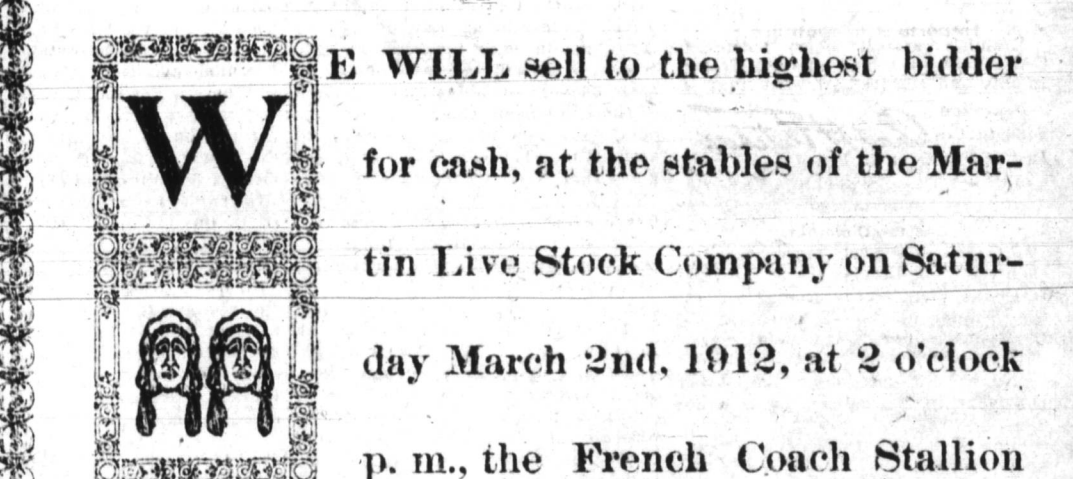 WE WILL sell to the highest bidder
for cash, at the stables of the Mar-
tin Live Stock Company on Satur-
day March 2nd, 1912, at 2 o'clock
p. m., the French Coach Stallion